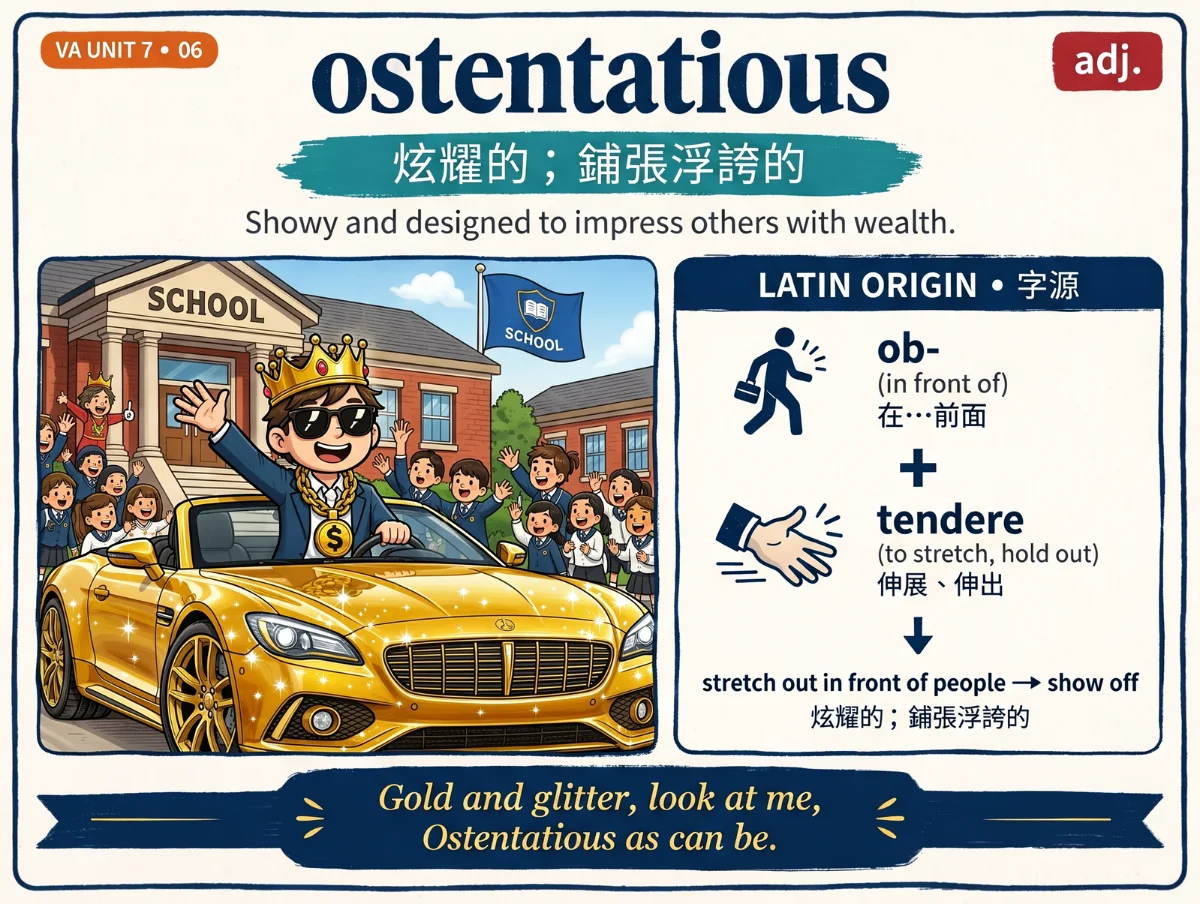 VA UNIT 7 • 06
ostentatious
adj.
炫耀的；鋪張浮誇的
Showy and designed to impress others with wealth.
SCHOOL
SCHOOL
$
LATIN ORIGIN • 字源
ob-
(in front of)
在…前面
+
tendere
(to stretch, hold out)
伸展、伸出
stretch out in front of people → show off
炫耀的；鋪張浮誇的
Gold and glitter, look at me,
Ostentatious as can be.